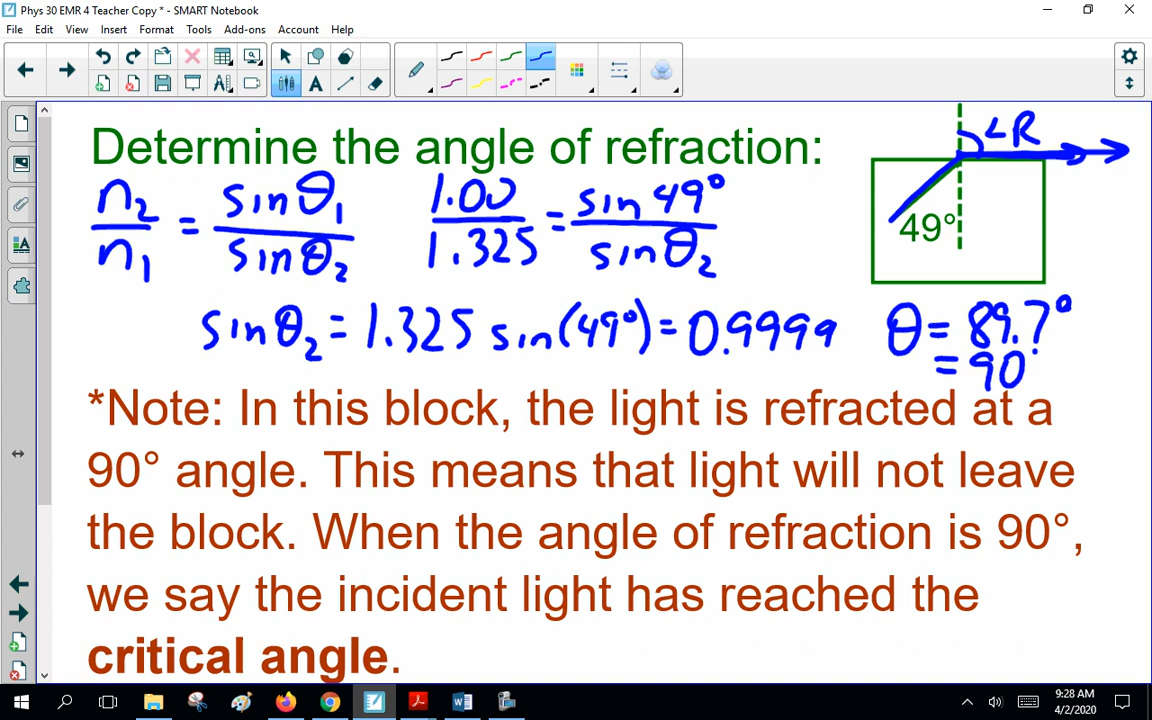 Phys 30 EMR 4 Teacher Copy * - SMART Notebook
File Edit View Insert Format Tools Add-ons Account Help
Determine the angle of refraction:
n₂/n₁ = sinθ₁/sinθ₂
1.00/1.325 = sin 49°/sinθ₂
∠R
49°
sinθ₂ = 1.325 sin(49°) = 0.9999
θ = 89.7°
= 90
*Note: In this block, the light is refracted at a
90° angle. This means that light will not leave
the block. When the angle of refraction is 90°,
we say the incident light has reached the
critical angle.
9:28 AM
4/2/2020